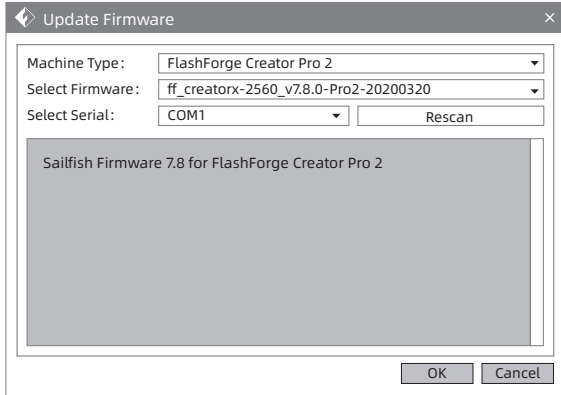 Update Firmware
Machine Type: FlashForge Creator Pro 2
Select Firmware: ff_creatorx-2560_v7.8.0-Pro2-20200320
Select Serial: COM1 Rescan
Sailfish Firmware 7.8 for FlashForge Creator Pro 2
OK Cancel